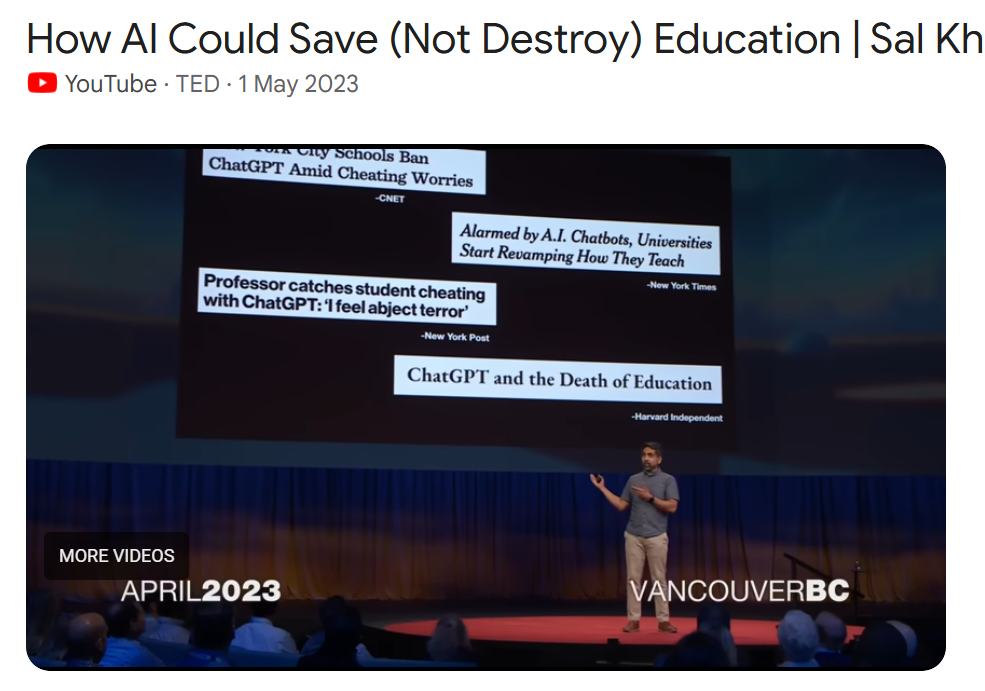 How AI Could Save (Not Destroy) Education | Sal Kh
YouTube · TED · 1 May 2023
York City Schools Ban
ChatGPT Amid Cheating Worries
-CNET
Alarmed by A.I. Chatbots, Universities
Start Revamping How They Teach
-New York Times
Professor catches student cheating
with ChatGPT: ‘I feel abject terror’
-New York Post
ChatGPT and the Death of Education
-Harvard Independent
MORE VIDEOS
APRIL2023
VANCOUVERBC